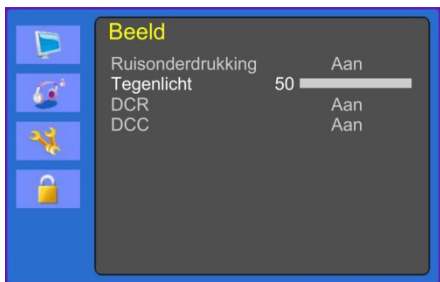 Beeld
Ruisonderdrukking Aan
Tegenlicht 50
DCR Aan
DCC Aan